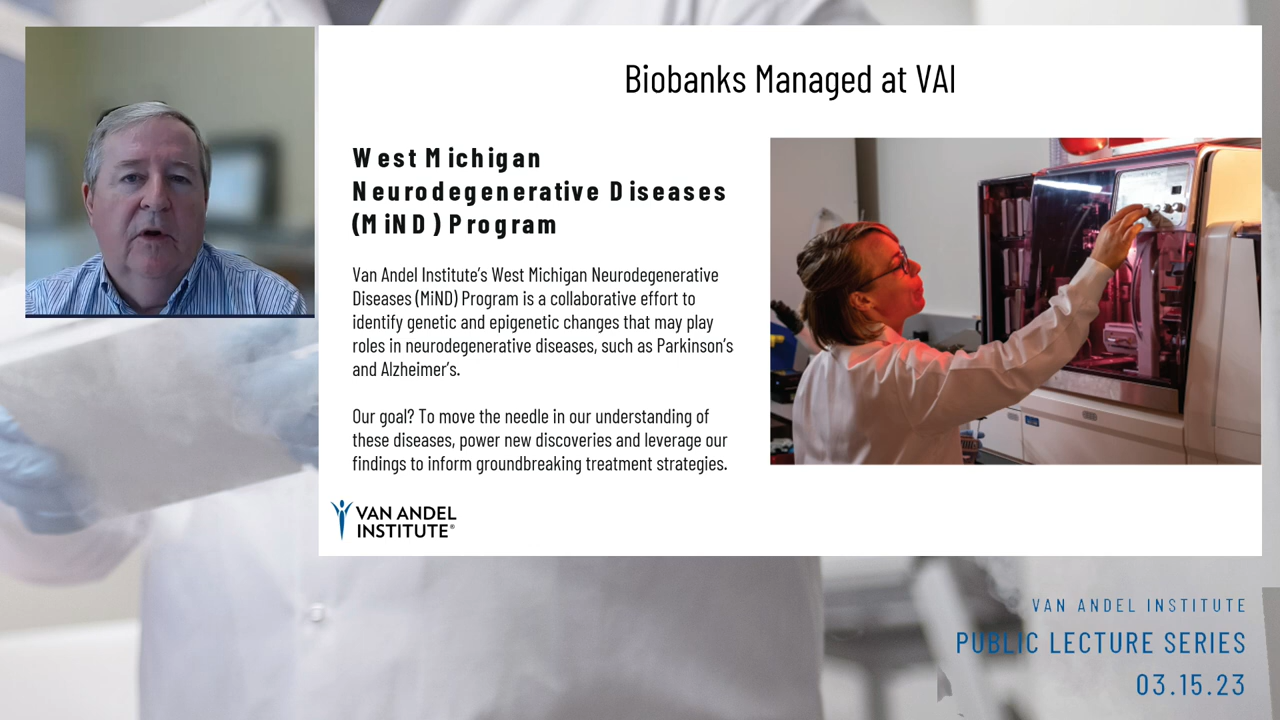 Biobanks Managed at VAI
West Michigan
Neurodegenerative Diseases
(MiND) Program
Van Andel Institute's West Michigan Neurodegenerative
Diseases (MiND) Program is a collaborative effort to
identify genetic and epigenetic changes that may play
roles in neurodegenerative diseases, such as Parkinson's
and Alzheimer's.
Our goal? To move the needle in our understanding of
these diseases, power new discoveries and leverage our
findings to inform groundbreaking treatment strategies.
VAN ANDEL
INSTITUTE®
VAN ANDEL INSTITUTE
PUBLIC LECTURE SERIES
03.15.23